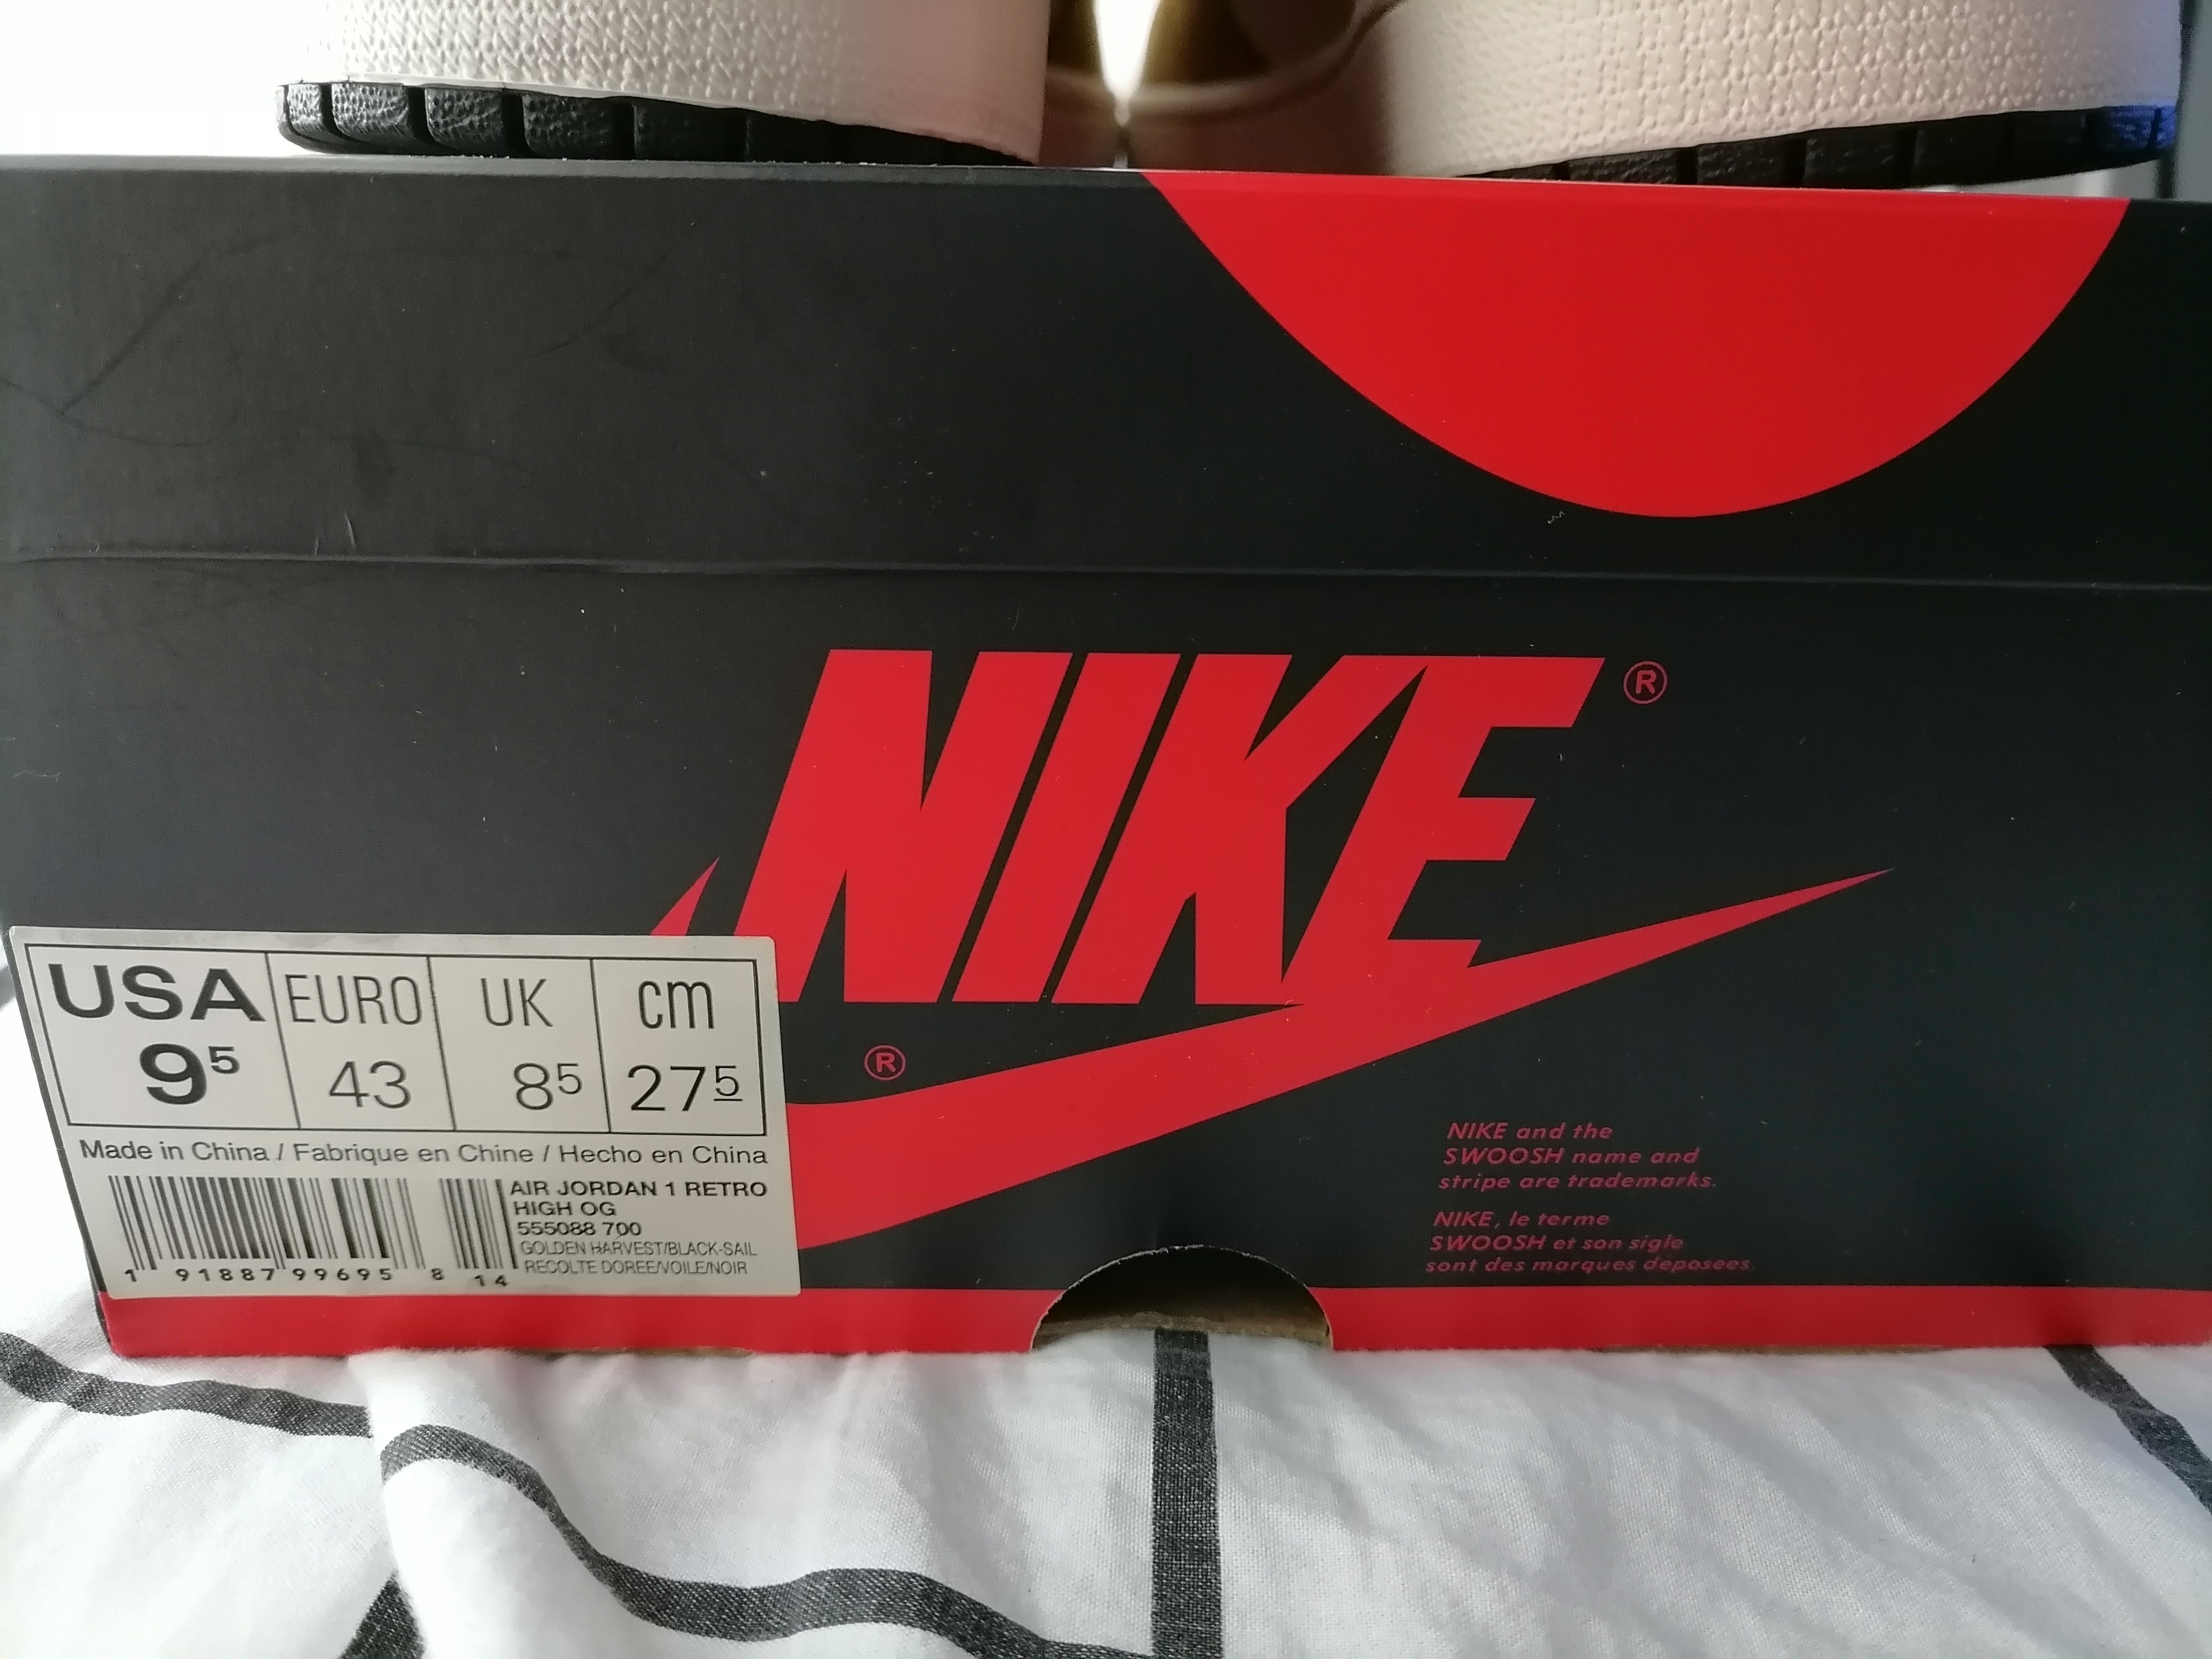 NIKE®
®
USA EURO UK cm
9⁵ 43 8⁵ 27⁵
Made in China / Fabrique en Chine / Hecho en China
AIR JORDAN 1 RETRO
HIGH OG
555088 700
GOLDEN HARVEST/BLACK-SAIL
RECOLTE DOREE/VOILE/NOIR
1 91887 99695 8 14
NIKE and the
SWOOSH name and
stripe are trademarks.
NIKE, le terme
SWOOSH et son sigle
sont des marques déposees.